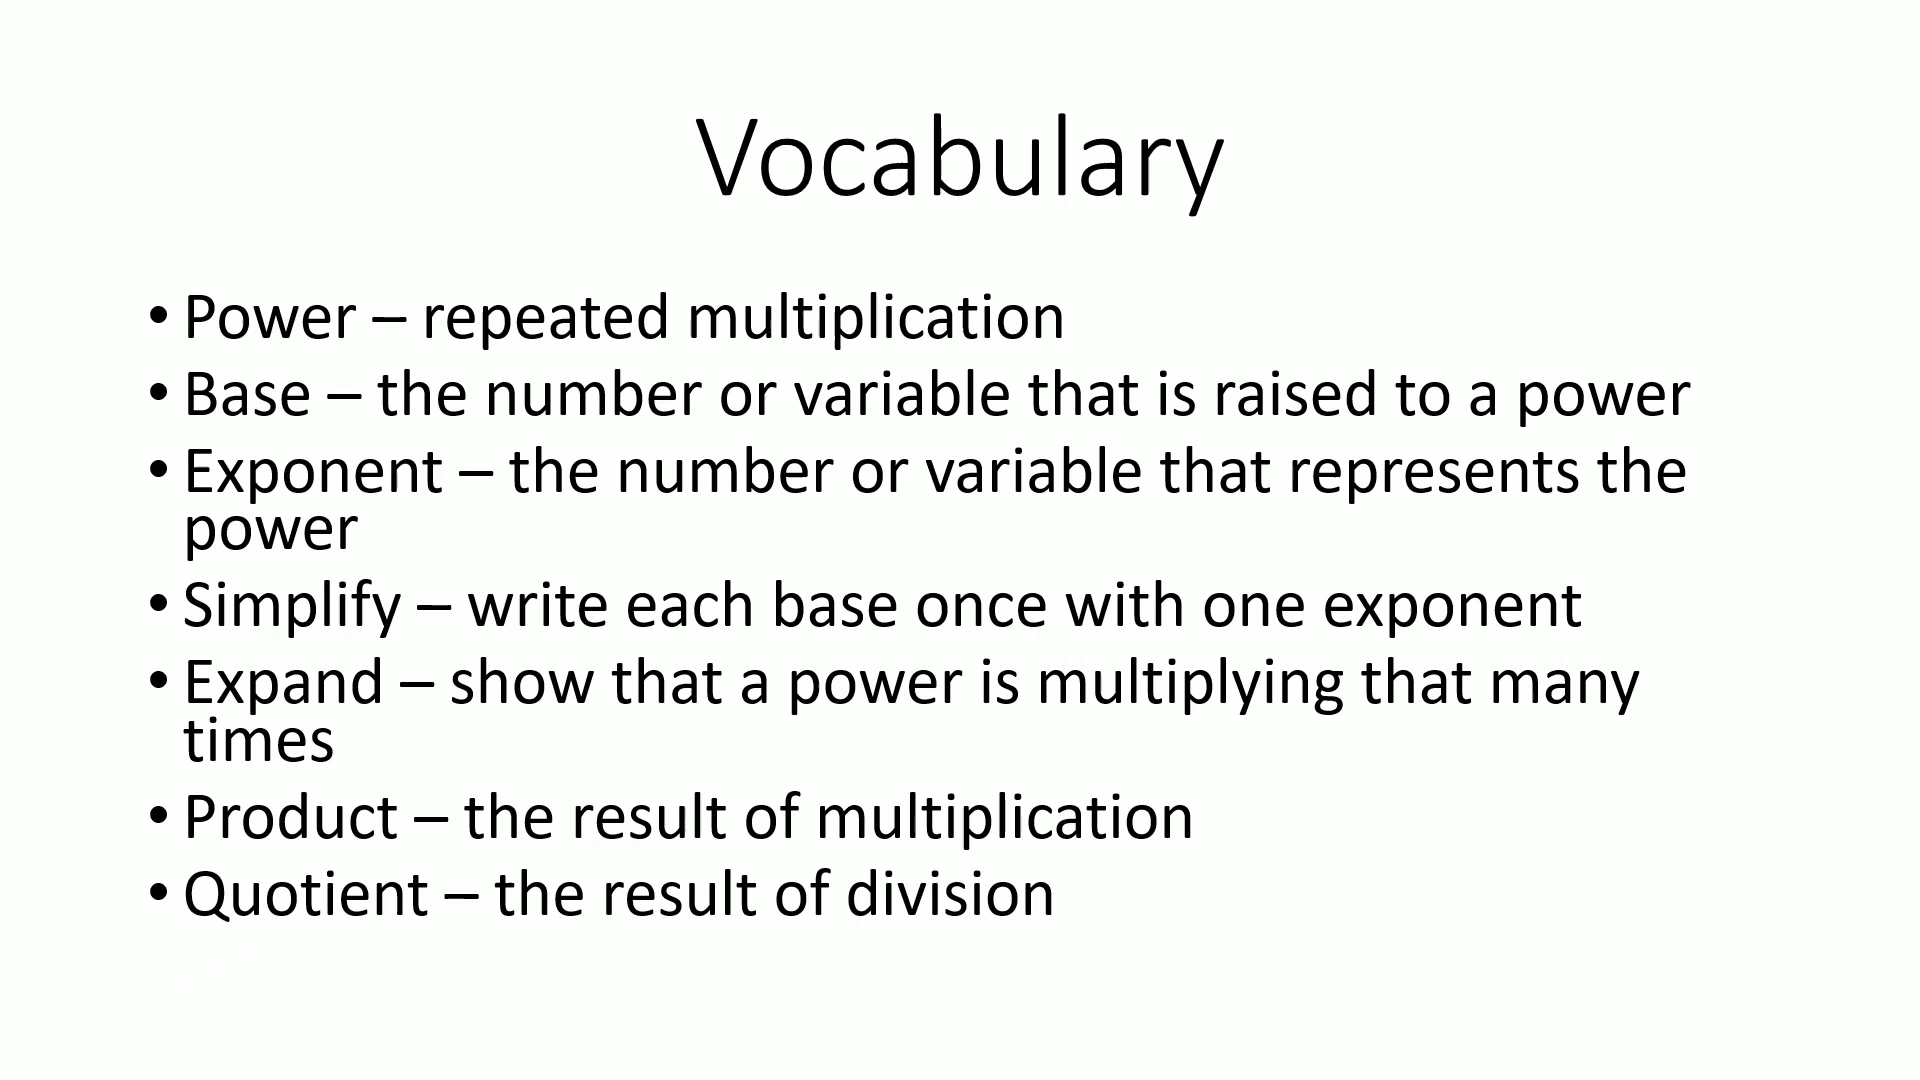 Vocabulary
• Power – repeated multiplication
• Base – the number or variable that is raised to a power
• Exponent – the number or variable that represents the
power
• Simplify – write each base once with one exponent
• Expand – show that a power is multiplying that many
times
• Product – the result of multiplication
• Quotient – the result of division